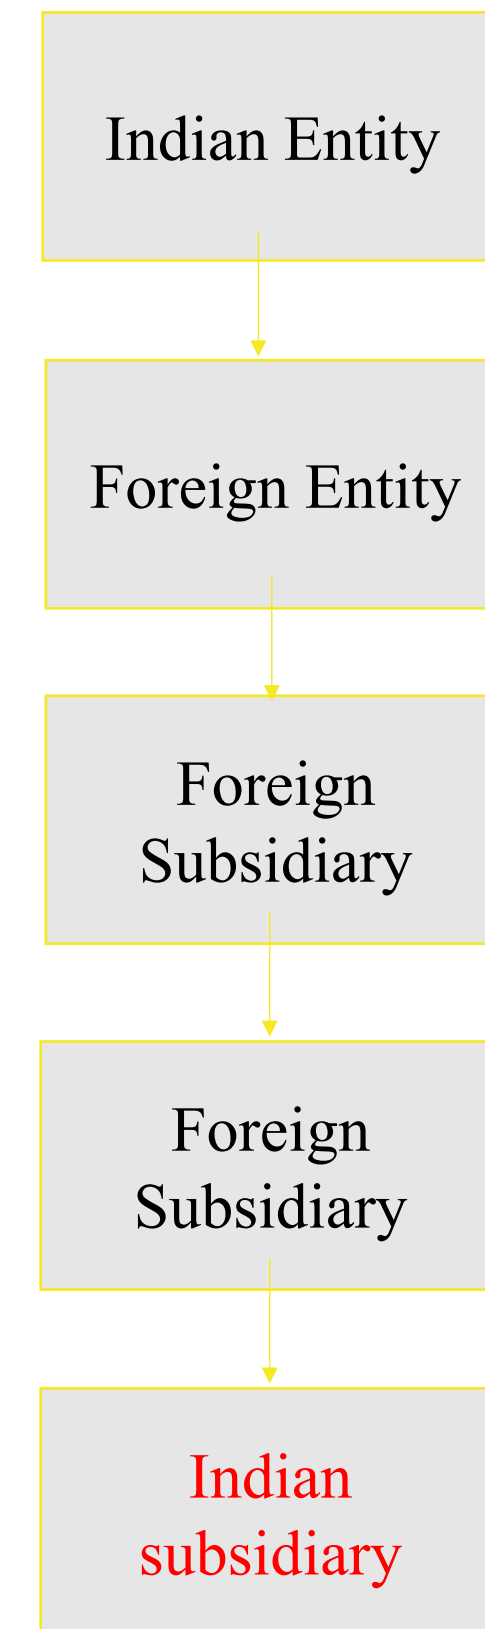 Indian Entity
Foreign Entity
Foreign
Subsidiary
Foreign
Subsidiary
Indian
subsidiary